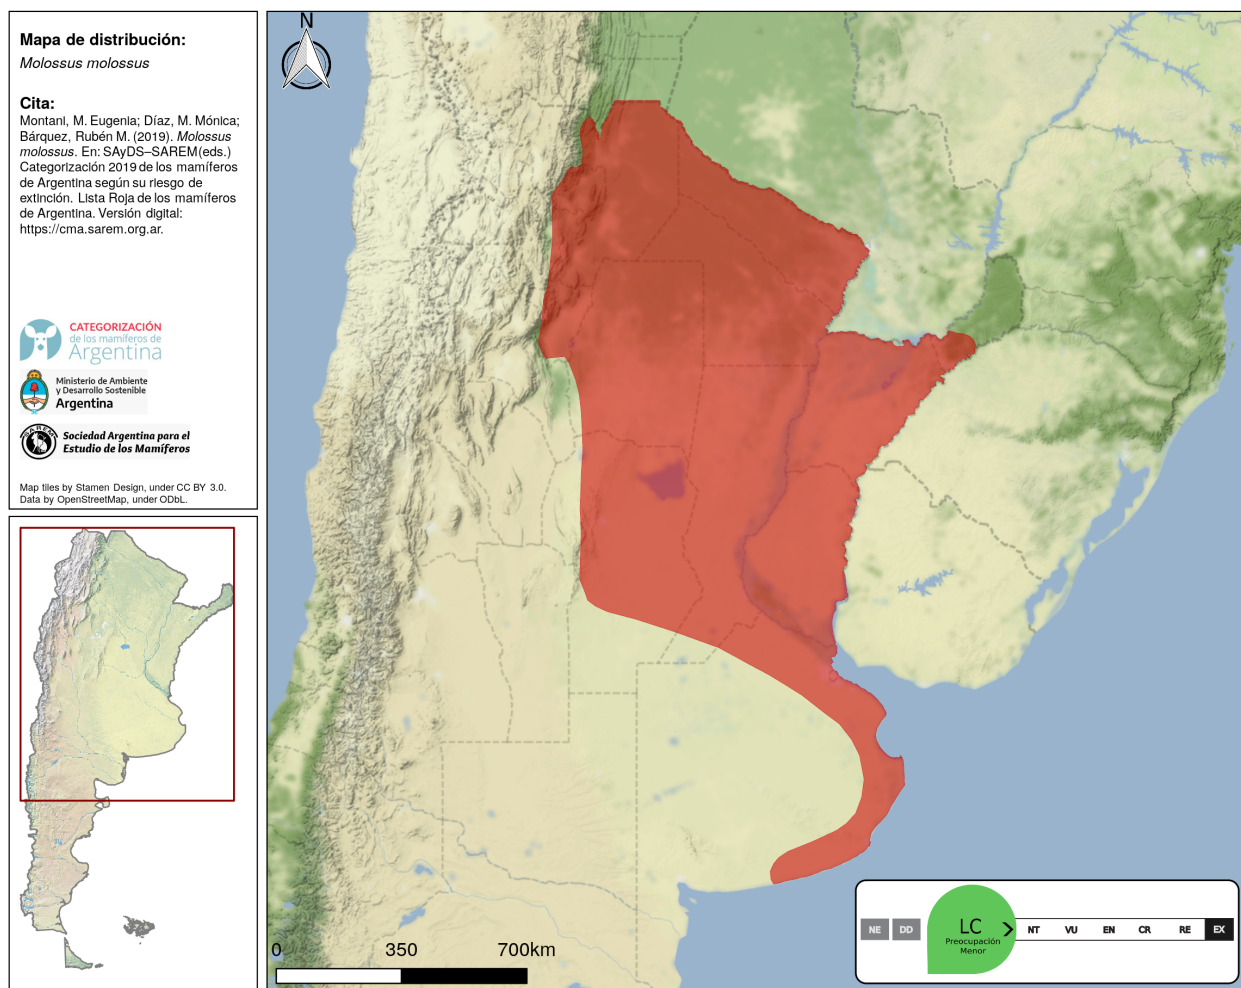 Mapa de distribución:
Molossus molossus
Cita:
Montani, M. Eugenia; Díaz, M. Mónica;
Bárquez, Rubén M. (2019). Molossus
molossus. En: SAyDS–SAREM(eds.)
Categorización 2019 de los mamíferos
de Argentina según su riesgo de
extinción. Lista Roja de los mamíferos
de Argentina. Versión digital:
https://cma.sarem.org.ar.
CATEGORIZACIÓN
de los mamíferos de
Argentina
Ministerio de Ambiente
y Desarrollo Sostenible
Argentina
SAREM
Sociedad Argentina para el
Estudio de los Mamíferos
Map tiles by Stamen Design, under CC BY 3.0.
Data by OpenStreetMap, under ODbL.
N
0 350 700km
NE DD LC NT VU EN CR RE EX
Preocupación
Menor